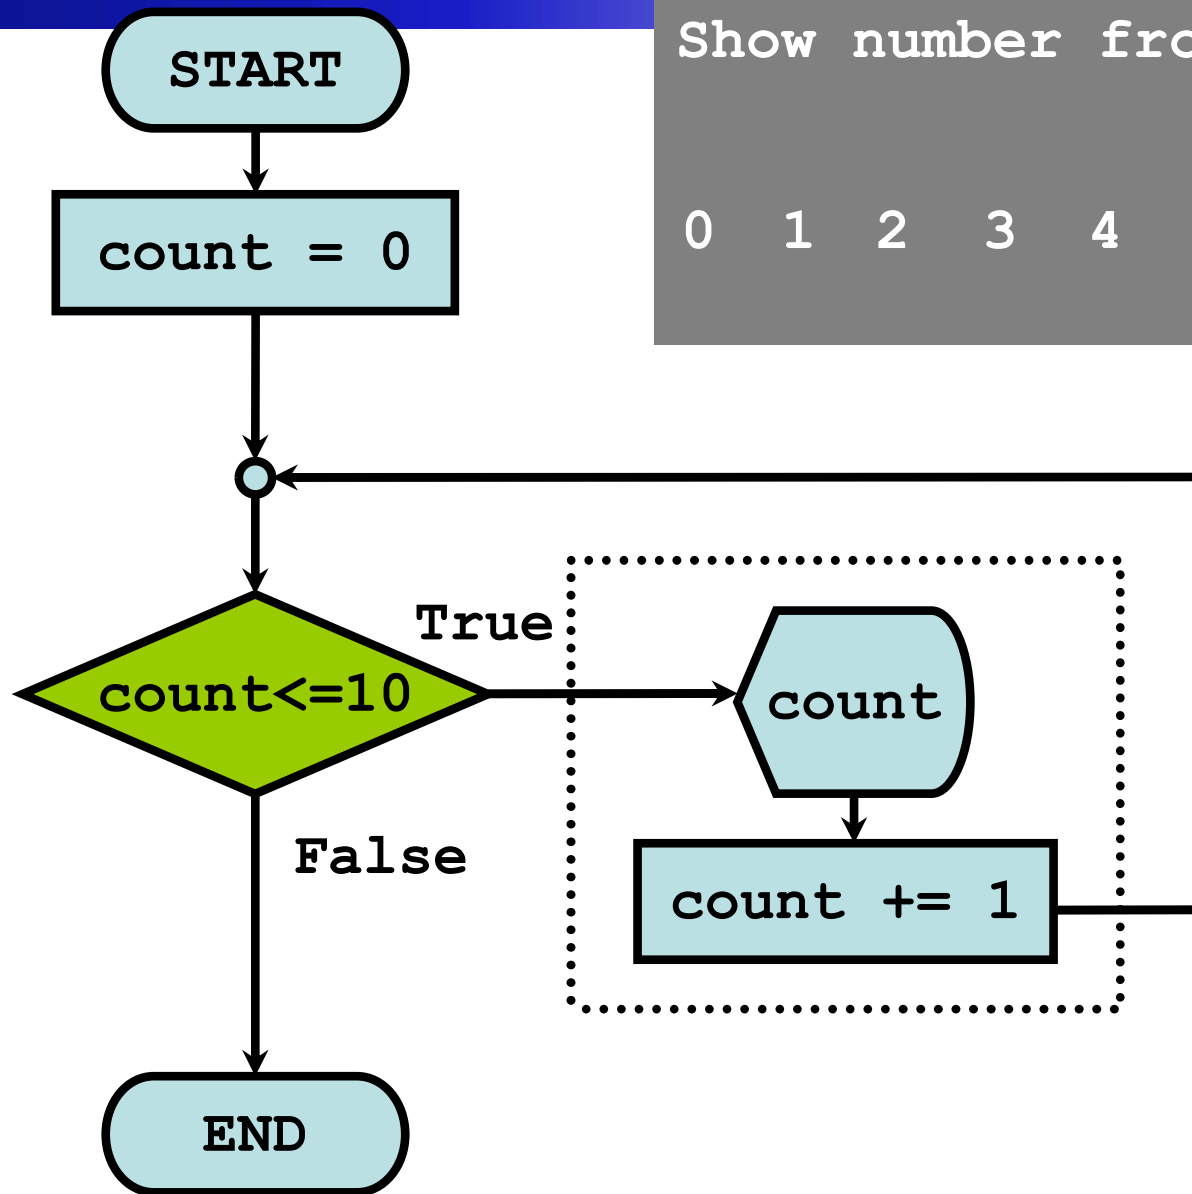 START
Show number
count = 0
0 1 2 3 4
True
count<=10
count
False
count += 1
END